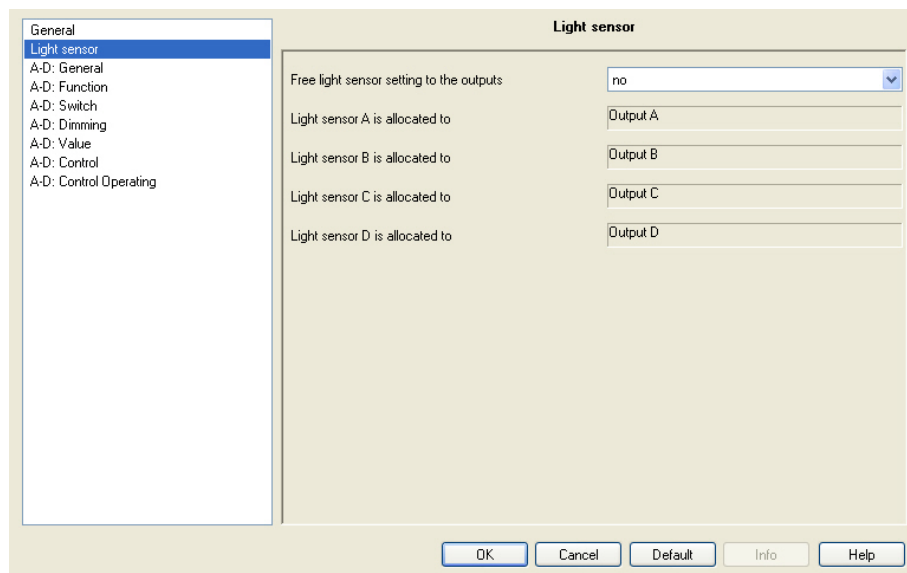 General
Light sensor
A-D: General
A-D: Function
A-D: Switch
A-D: Dimming
A-D: Value
A-D: Control
A-D: Control Operating
Light sensor
Free light sensor setting to the outputs no
Light sensor A is allocated to Output A
Light sensor B is allocated to Output B
Light sensor C is allocated to Output C
Light sensor D is allocated to Output D
OK Cancel Default Info Help